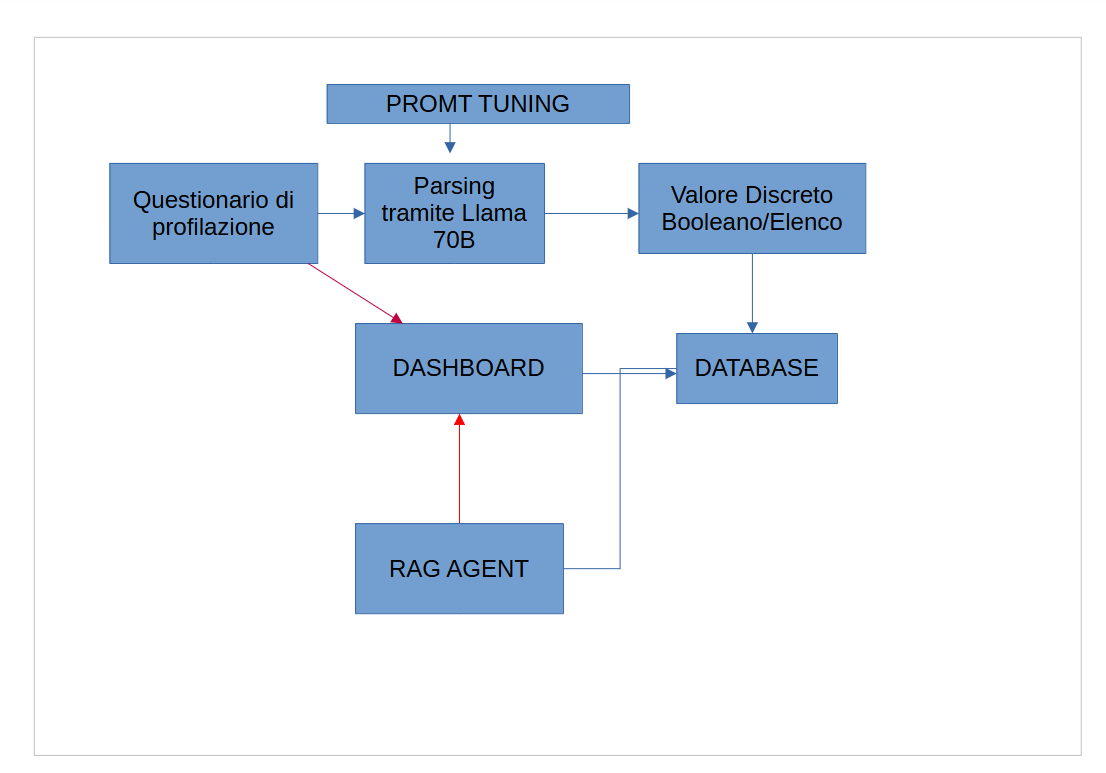 PROMT TUNING
Questionario di
profilazione
Parsing
tramite Llama
70B
Valore Discreto
Booleano/Elenco
DASHBOARD
DATABASE
RAG AGENT